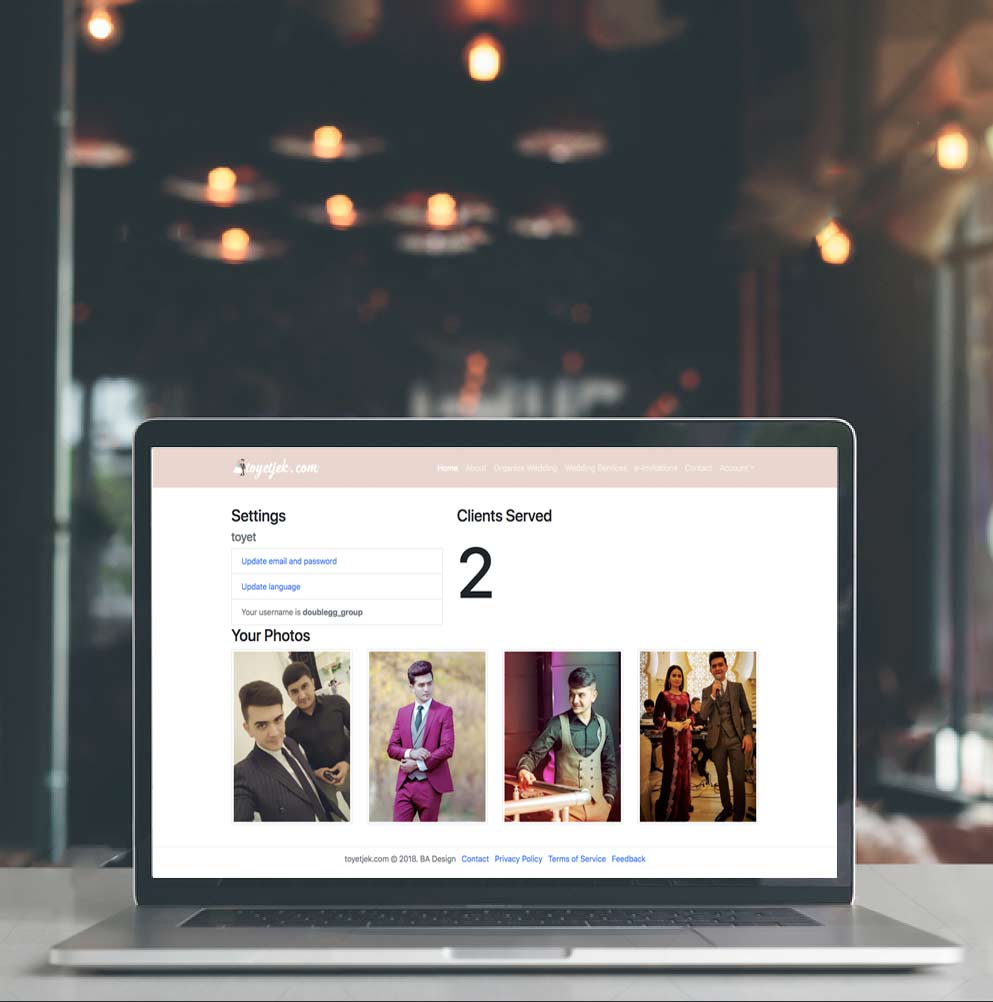 toyetjek.com
Home About Organize Wedding Wedding Services e-Invitations Contact Account
Settings
toyet
Update email and password
Update language
Your username is doublegg_group
Clients Served
2
Your Photos
toyetjek.com © 2018. BA Design Contact Privacy Policy Terms of Service Feedback